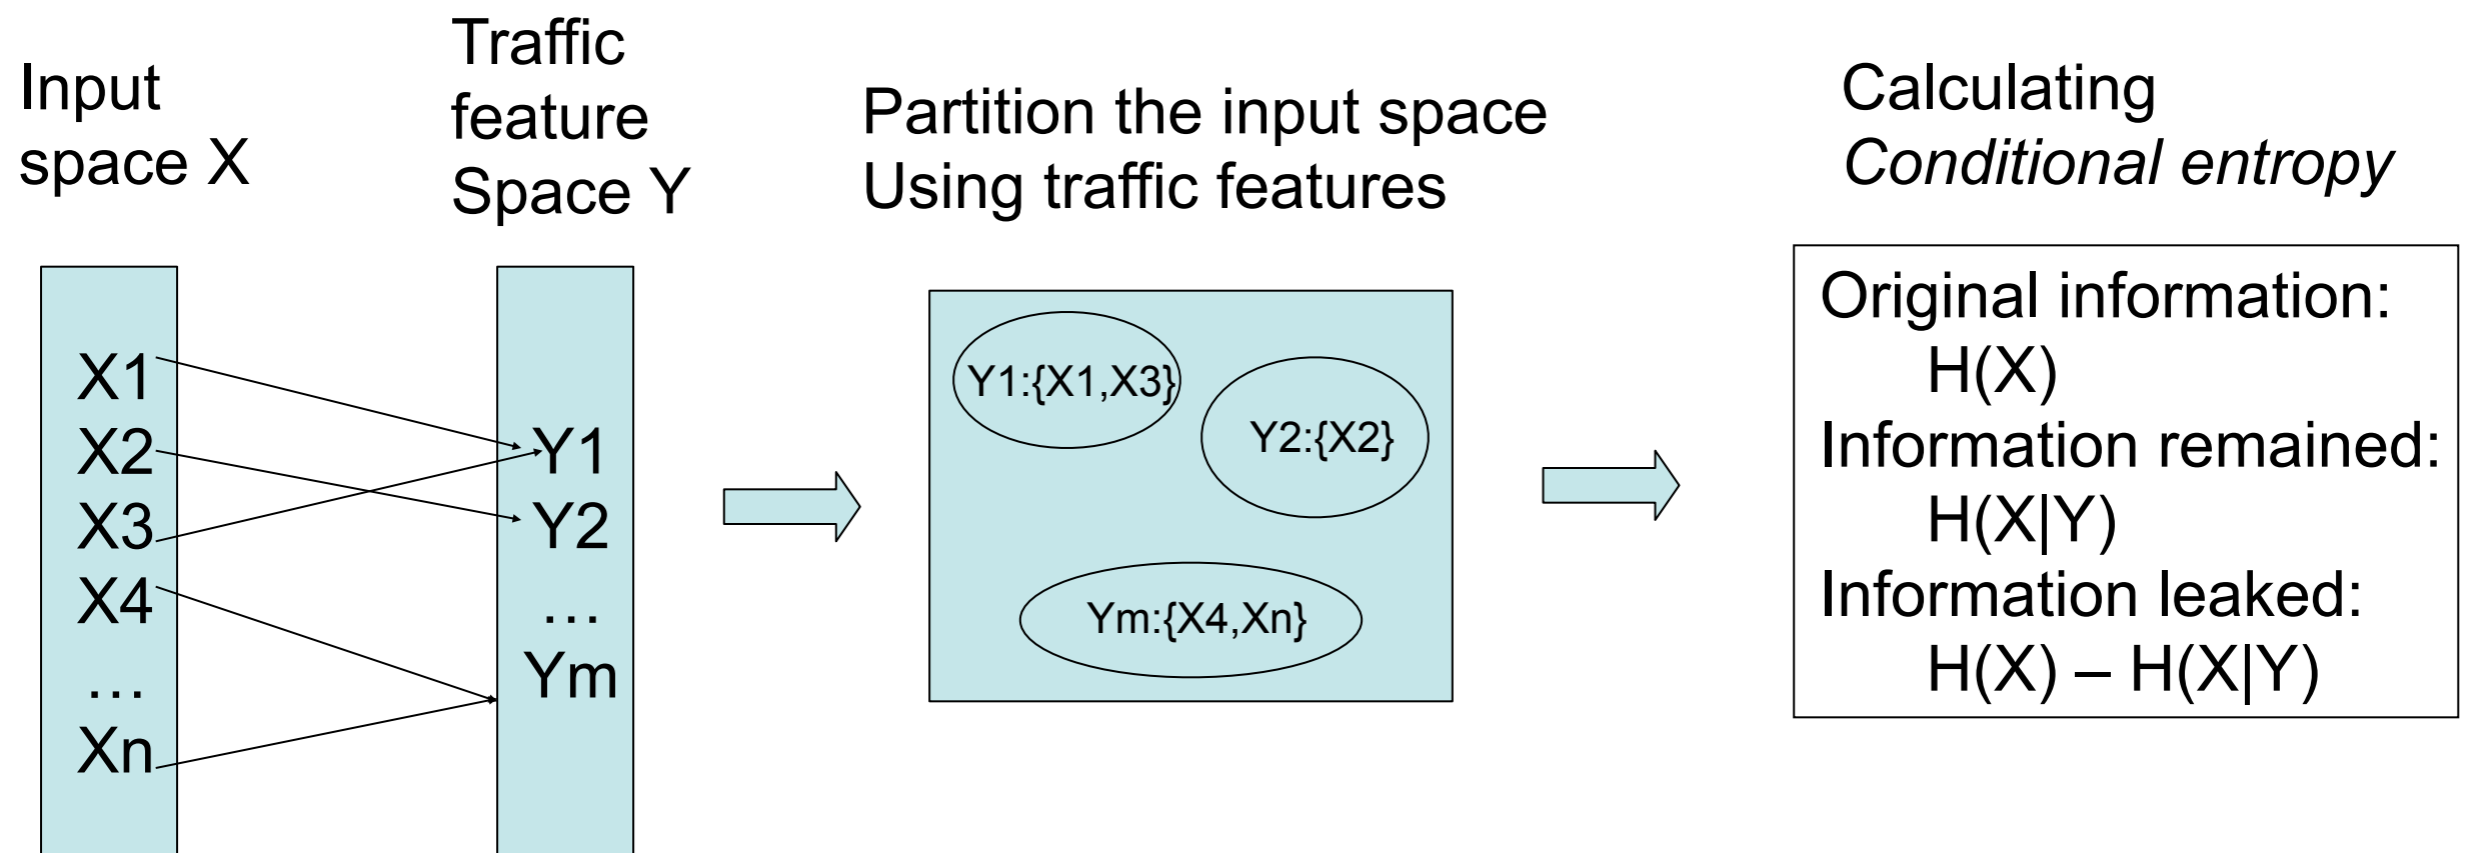 Input
space X
Traffic
feature
Space Y
Partition the input space
Using traffic features
Calculating
Conditional entropy
X1
X2
X3
X4
…
Xn
Y1
Y2
…
Ym
Y1:{X1,X3}
Y2:{X2}
Ym:{X4,Xn}
Original information:
H(X)
Information remained:
H(X|Y)
Information leaked:
H(X) – H(X|Y)